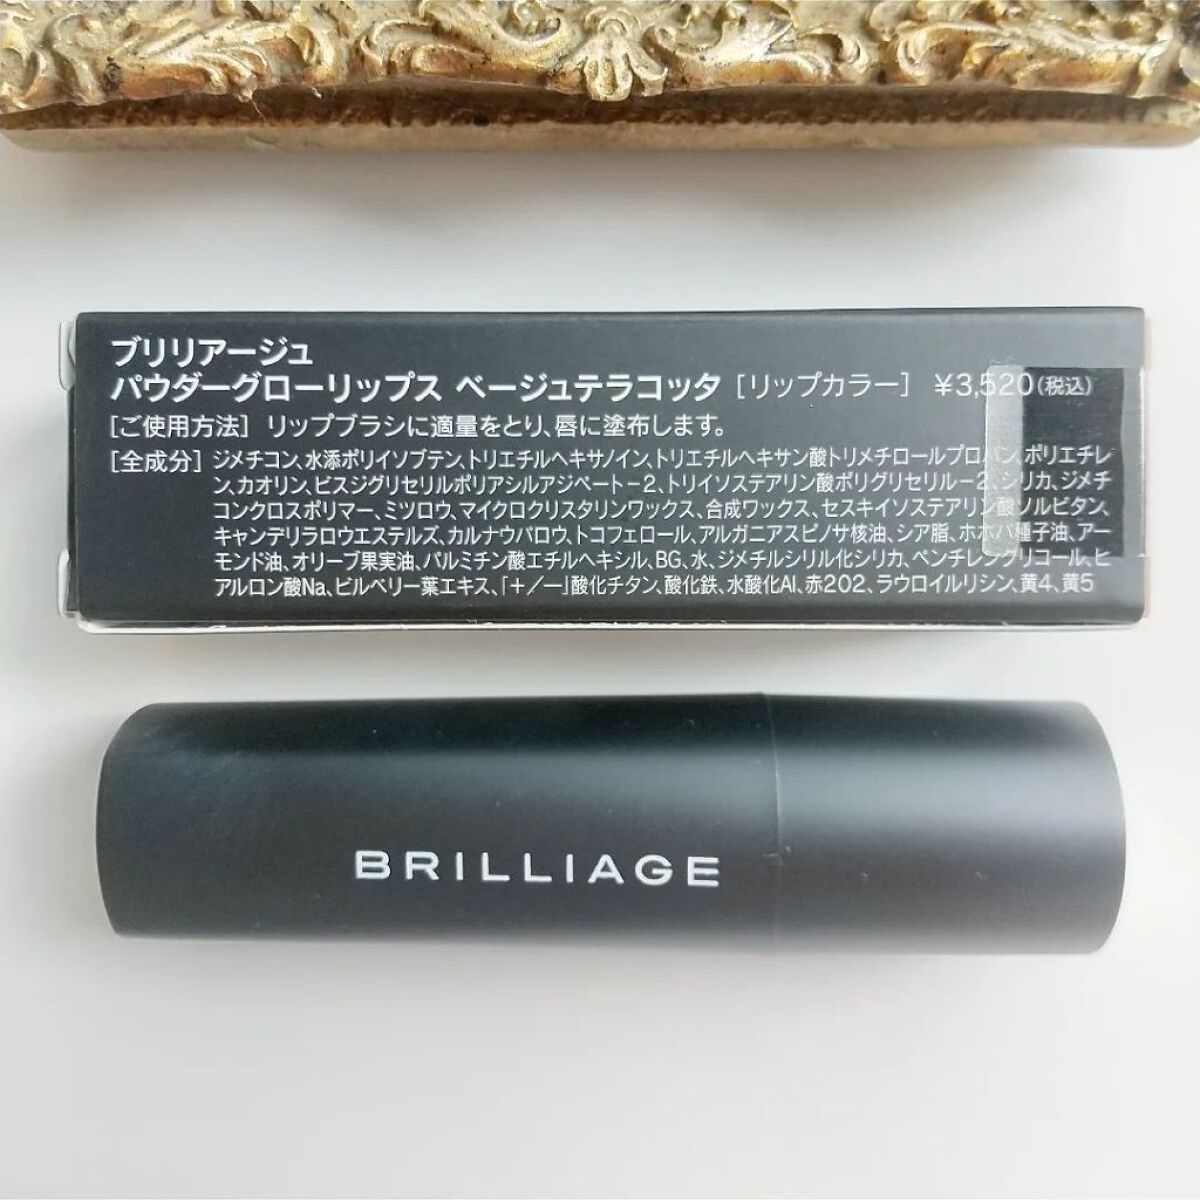 ブリリアージュ
パウダーグローリップス ベージュテラコッタ [リップカラー] ¥3,520(税込)
[ご使用方法] リップブラシに適量をとり、唇に塗布します。
[全成分] ジメチコン、水添ポリイソブテン、トリエチルヘキサノイン、トリエチルヘキサン酸トリメチロールプロパン、ポリエチレ
ン、カオリン、ビスジグリセリルポリアシルアジペート-2、トリイソステアリン酸ポリグリセリル-2、シリカ、ジメチ
コンクロスポリマー、ミツロウ、マイクロクリスタリンワックス、合成ワックス、セスキイソステアリン酸ソルビタン、
キャンデリラロウエステルズ、カルナウバロウ、トコフェロール、アルガニアスピノサ核油、シア脂、ホホバ種子油、アー
モンド油、オリーブ果実油、パルミチン酸エチルヘキシル、BG、水、ジメチルシリル化シリカ、ペンチレングリコール、ヒ
アルロン酸Na、ビルベリー葉エキス、「+/-」酸化チタン、酸化鉄、水酸化Al、赤202、ラウロイルリシン、黄4、黄5
BRILLIAGE